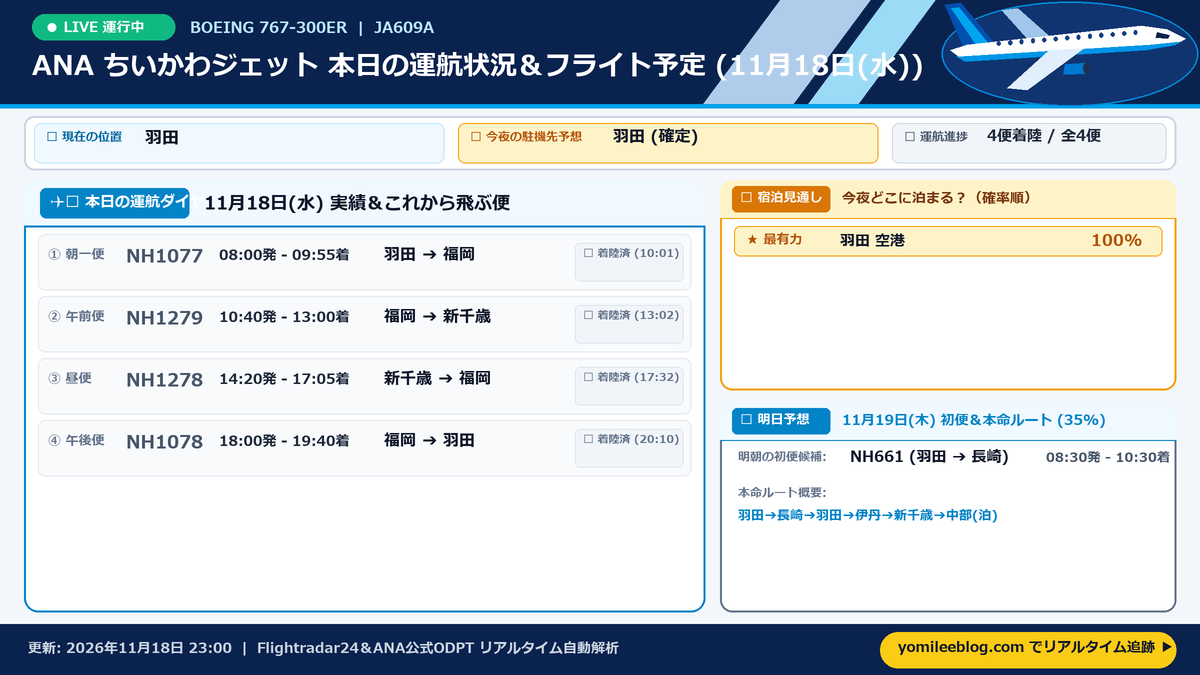 ● LIVE 運行中 BOEING 767-300ER | JA609A
ANA ちいかわジェット 本日の運航状況&フライト予定 (11月18日(水))
□ 現在の位置 羽田
□ 今夜の駐機先予想 羽田 (確定)
□ 運航進捗 4便着陸 / 全4便
✈□ 本日の運航ダイ 11月18日(水) 実績&これから飛ぶ便
① 朝一便 NH1077 08:00発 - 09:55着 羽田 → 福岡 □ 着陸済 (10:01)
② 午前便 NH1279 10:40発 - 13:00着 福岡 → 新千歳 □ 着陸済 (13:02)
③ 昼便 NH1278 14:20発 - 17:05着 新千歳 → 福岡 □ 着陸済 (17:32)
④ 午後便 NH1078 18:00発 - 19:40着 福岡 → 羽田 □ 着陸済 (20:10)
□ 宿泊見通し 今夜どこに泊まる？ (確率順)
★ 最有力 羽田 空港 100%
□ 明日予想 11月19日(木) 初便&本命ルート (35%)
明朝の初便候補: NH661 (羽田 → 長崎) 08:30発 - 10:30着
本命ルート概要:
羽田→長崎→羽田→伊丹→新千歳→中部(泊)
更新: 2026年11月18日 23:00 | Flightradar24&ANA公式ODPT リアルタイム自動解析
yomileeblog.com でリアルタイム追跡 ▶